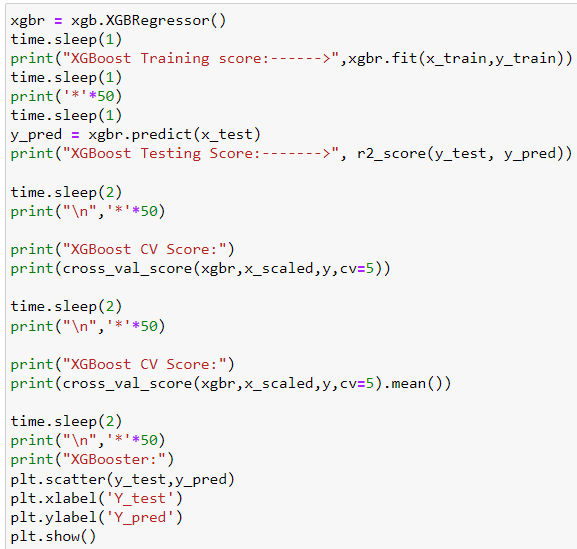 xgbr = xgb.XGBRegressor()
time.sleep(1)
print("XGBoost Training score:------>",xgbr.fit(x_train,y_train))
time.sleep(1)
print('*'*50)
time.sleep(1)
y_pred = xgbr.predict(x_test)
print("XGBoost Testing Score:------->", r2_score(y_test, y_pred))
time.sleep(2)
print("\n",'*'*50)
print("XGBoost CV Score:")
print(cross_val_score(xgbr,x_scaled,y,cv=5))
time.sleep(2)
print("\n",'*'*50)
print("XGBoost CV Score:")
print(cross_val_score(xgbr,x_scaled,y,cv=5).mean())
time.sleep(2)
print("\n",'*'*50)
print("XGBooster:")
plt.scatter(y_test,y_pred)
plt.xlabel('Y_test')
plt.ylabel('Y_pred')
plt.show()